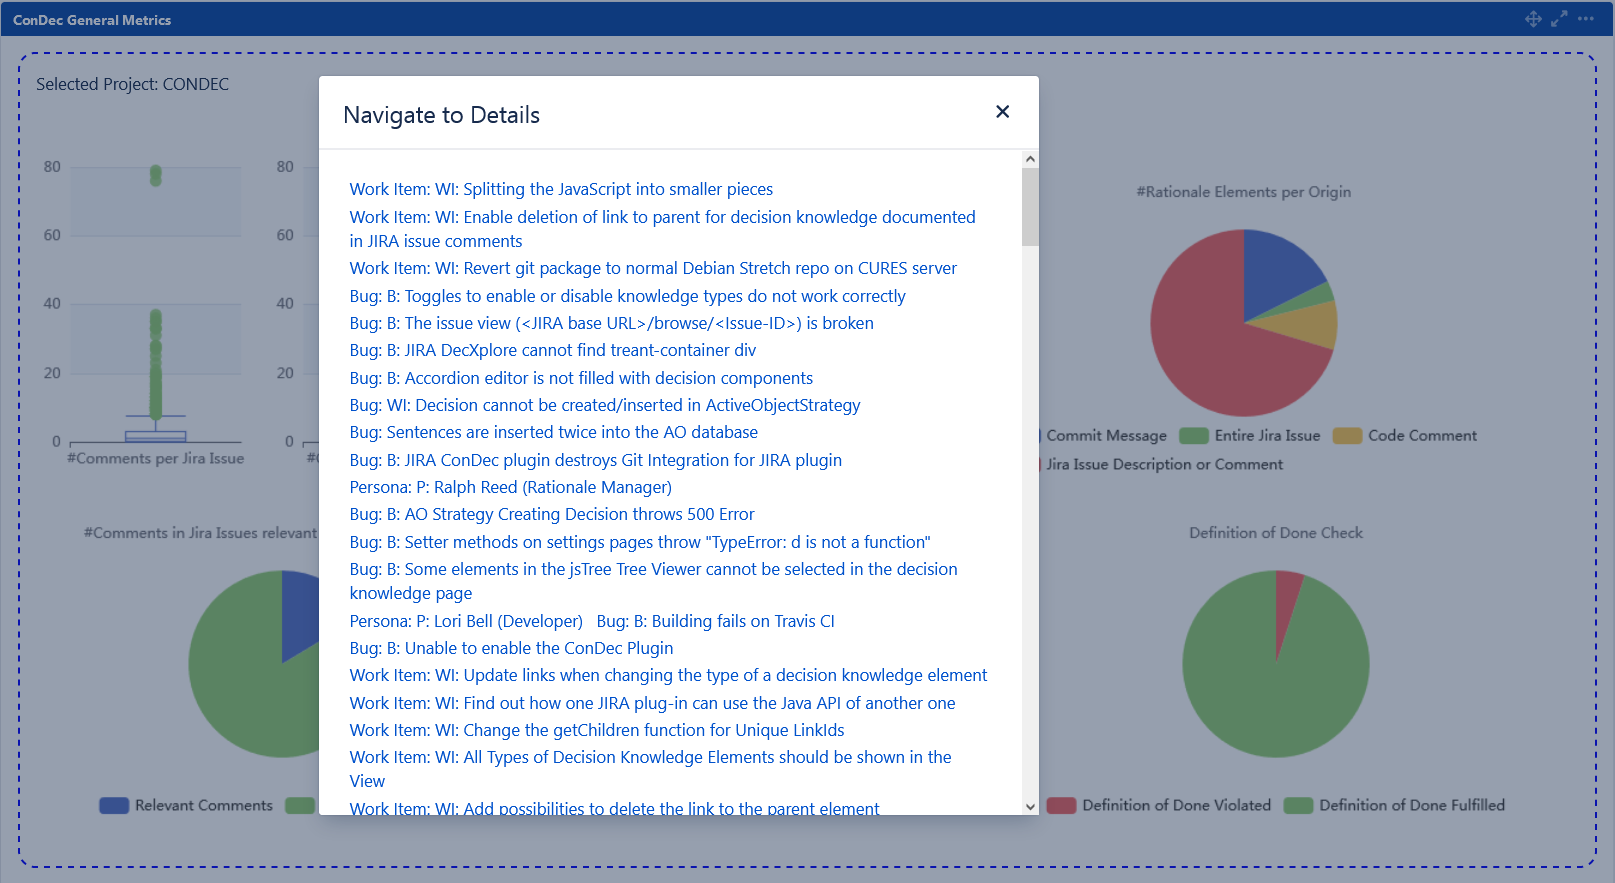 ConDec General Metrics
Selected Project: CONDEC
Navigate to Details
Work Item: WI: Splitting the JavaScript into smaller pieces
Work Item: WI: Enable deletion of link to parent for decision knowledge documented
in JIRA issue comments
Work Item: WI: Revert git package to normal Debian Stretch repo on CURES server
Bug: B: Toggles to enable or disable knowledge types do not work correctly
Bug: B: The issue view (<JIRA base URL>/browse/<Issue-ID>) is broken
Bug: B: JIRA DecXplore cannot find treant-container div
Bug: B: Accordion editor is not filled with decision components
Bug: WI: Decision cannot be created/inserted in ActiveObjectStrategy
Bug: Sentences are inserted twice into the AO database
Bug: B: JIRA ConDec plugin destroys Git Integration for JIRA plugin
Persona: P: Ralph Reed (Rationale Manager)
Bug: B: AO Strategy Creating Decision throws 500 Error
Bug: B: Setter methods on settings pages throw "TypeError: d is not a function"
Bug: B: Some elements in the jsTree Tree Viewer cannot be selected in the decision
knowledge page
Persona: P: Lori Bell (Developer) Bug: B: Building fails on Travis CI
Bug: B: Unable to enable the ConDec Plugin
Work Item: WI: Update links when changing the type of a decision knowledge element
Work Item: WI: Find out how one JIRA plug-in can use the Java API of another one
Work Item: WI: Change the getChildren function for Unique LinkIds
Work Item: WI: All Types of Decision Knowledge Elements should be shown in the
View
Work Item: WI: Add possibilities to delete the link to the parent element
80
60
40
20
0
#Comments per Jira Issue
80
60
40
20
0
#Rationale Elements per Origin
Commit Message Entire Jira Issue Code Comment
Jira Issue Description or Comment
#Comments in Jira Issues relevant
Relevant Comments
Definition of Done Check
Definition of Done Violated Definition of Done Fulfilled